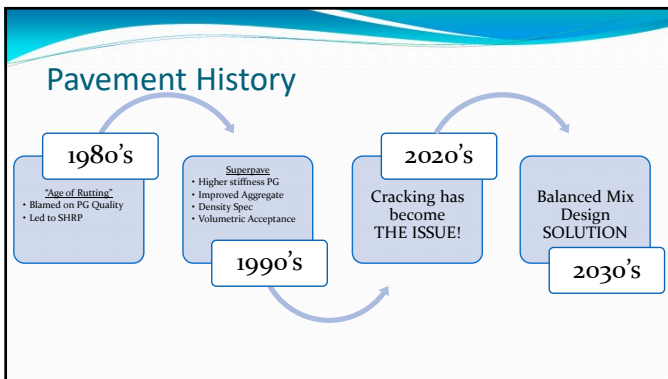 Pavement History
1980's
"Age of Rutting"
• Blamed on PG Quality
• Led to SHRP
Superpave
• Higher stiffness PG
• Improved Aggregate
• Density Spec
• Volumetric Acceptance
1990's
2020's
Cracking has
become
THE ISSUE!
Balanced Mix
Design
SOLUTION
2030's